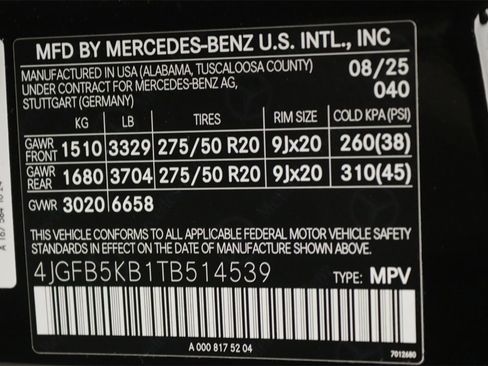 MFD BY MERCEDES-BENZ U.S. INTL., INC
MANUFACTURED IN USA (ALABAMA, TUSCALOOSA COUNTY) 08/25
UNDER CONTRACT FOR MERCEDES-BENZ AG, 040
STUTTGART (GERMANY)
KG LB TIRES RIM SIZE COLD KPA (PSI)
GAWR FRONT 1510 3329 275/50 R20 9Jx20 260(38)
GAWR REAR 1680 3704 275/50 R20 9Jx20 310(45)
GVWR 3020 6658
THIS VEHICLE CONFORMS TO ALL APPLICABLE FEDERAL MOTOR VEHICLE SAFETY
STANDARDS IN EFFECT ON THE DATE OF MANUFACTURE SHOWN ABOVE.
4JGFB5KB1TB514539 TYPE: MPV
A 000 817 52 04
7012680